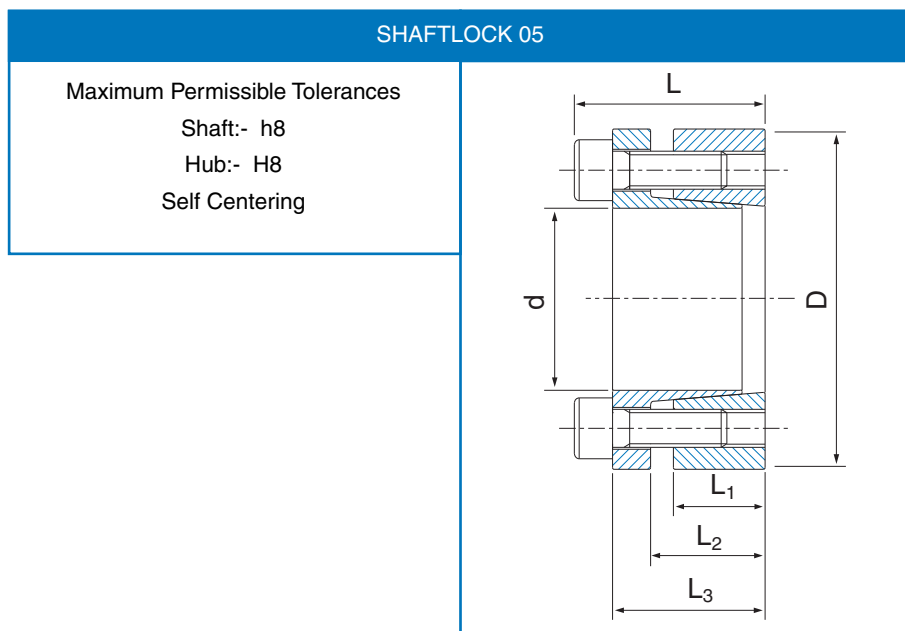 SHAFTLOCK 05
Maximum Permissible Tolerances
Shaft:- h8
Hub:- H8
Self Centering
L
d
D
L₁
L₂
L₃